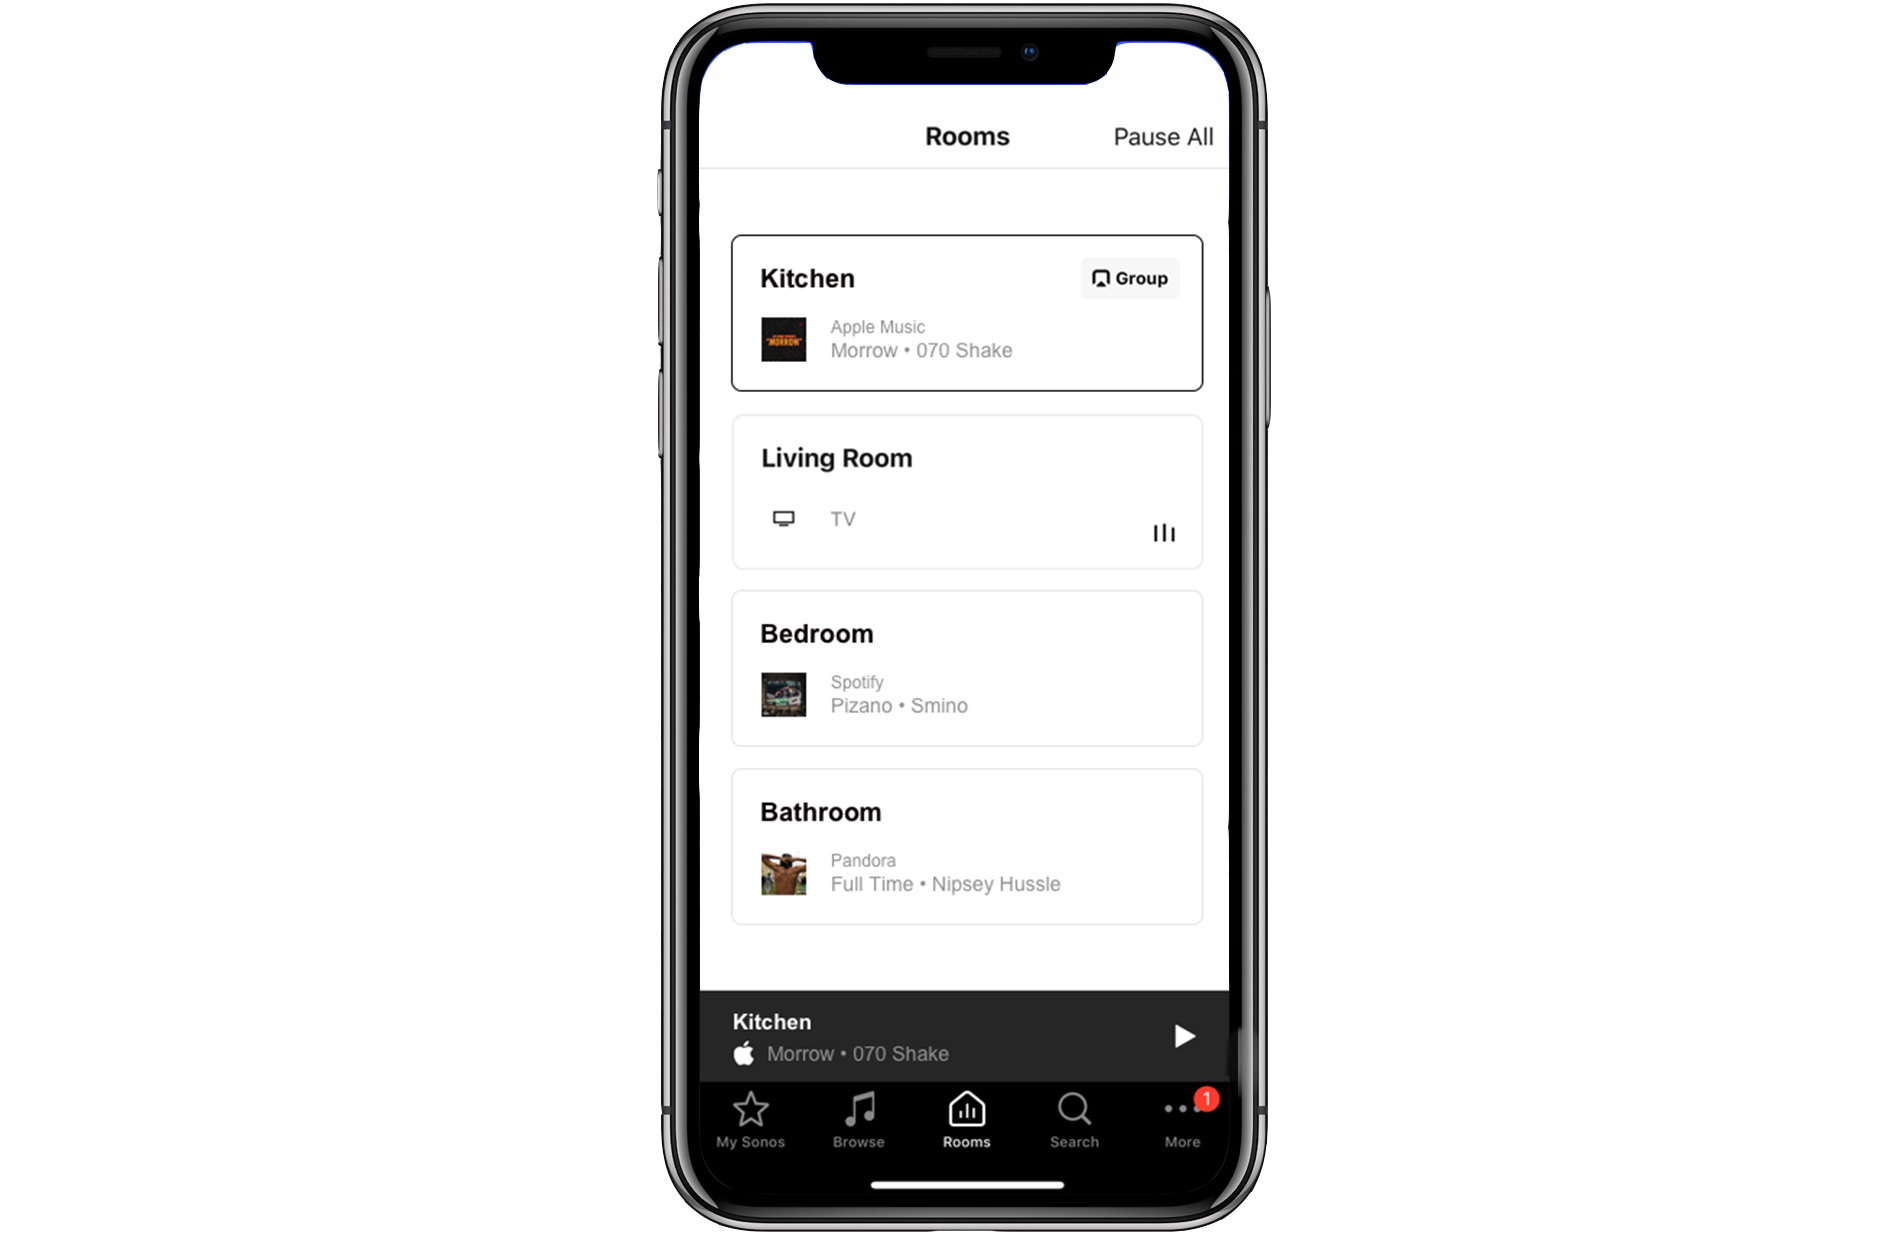 Rooms Pause All
Kitchen Group
"MORROW"
Apple Music
Morrow • 070 Shake
Living Room
TV
Bedroom
Spotify
Pizano • Smino
Bathroom
Pandora
Full Time • Nipsey Hussle
Kitchen
Morrow • 070 Shake
1
My Sonos Browse Rooms Search More